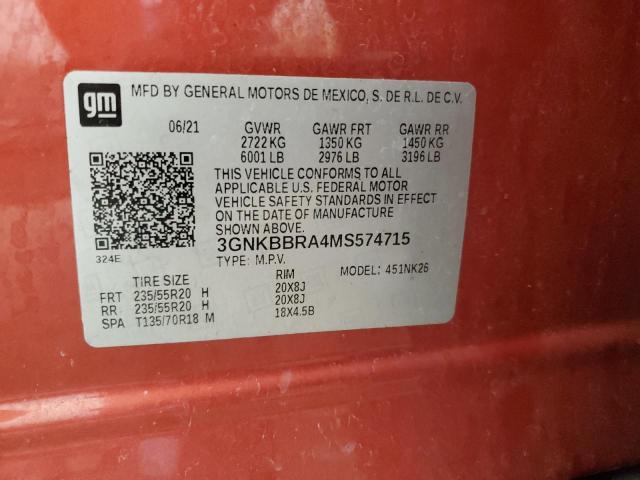 gm
MFD BY GENERAL MOTORS DE MEXICO, S. DE R.L. DE C.V.
06/21 GVWR GAWR FRT GAWR RR
2722 KG 1350 KG 1450 KG
6001 LB 2976 LB 3196 LB
THIS VEHICLE CONFORMS TO ALL
APPLICABLE U.S. FEDERAL MOTOR
VEHICLE SAFETY STANDARDS IN EFFECT
ON THE DATE OF MANUFACTURE
SHOWN ABOVE.
3GNKBBRA4MS574715
324E
TYPE: M.P.V. MODEL: 451NK26
TIRE SIZE RIM
FRT 235/55R20 H 20X8J
RR 235/55R20 H 20X8J
SPA T135/70R18 M 18X4.5B